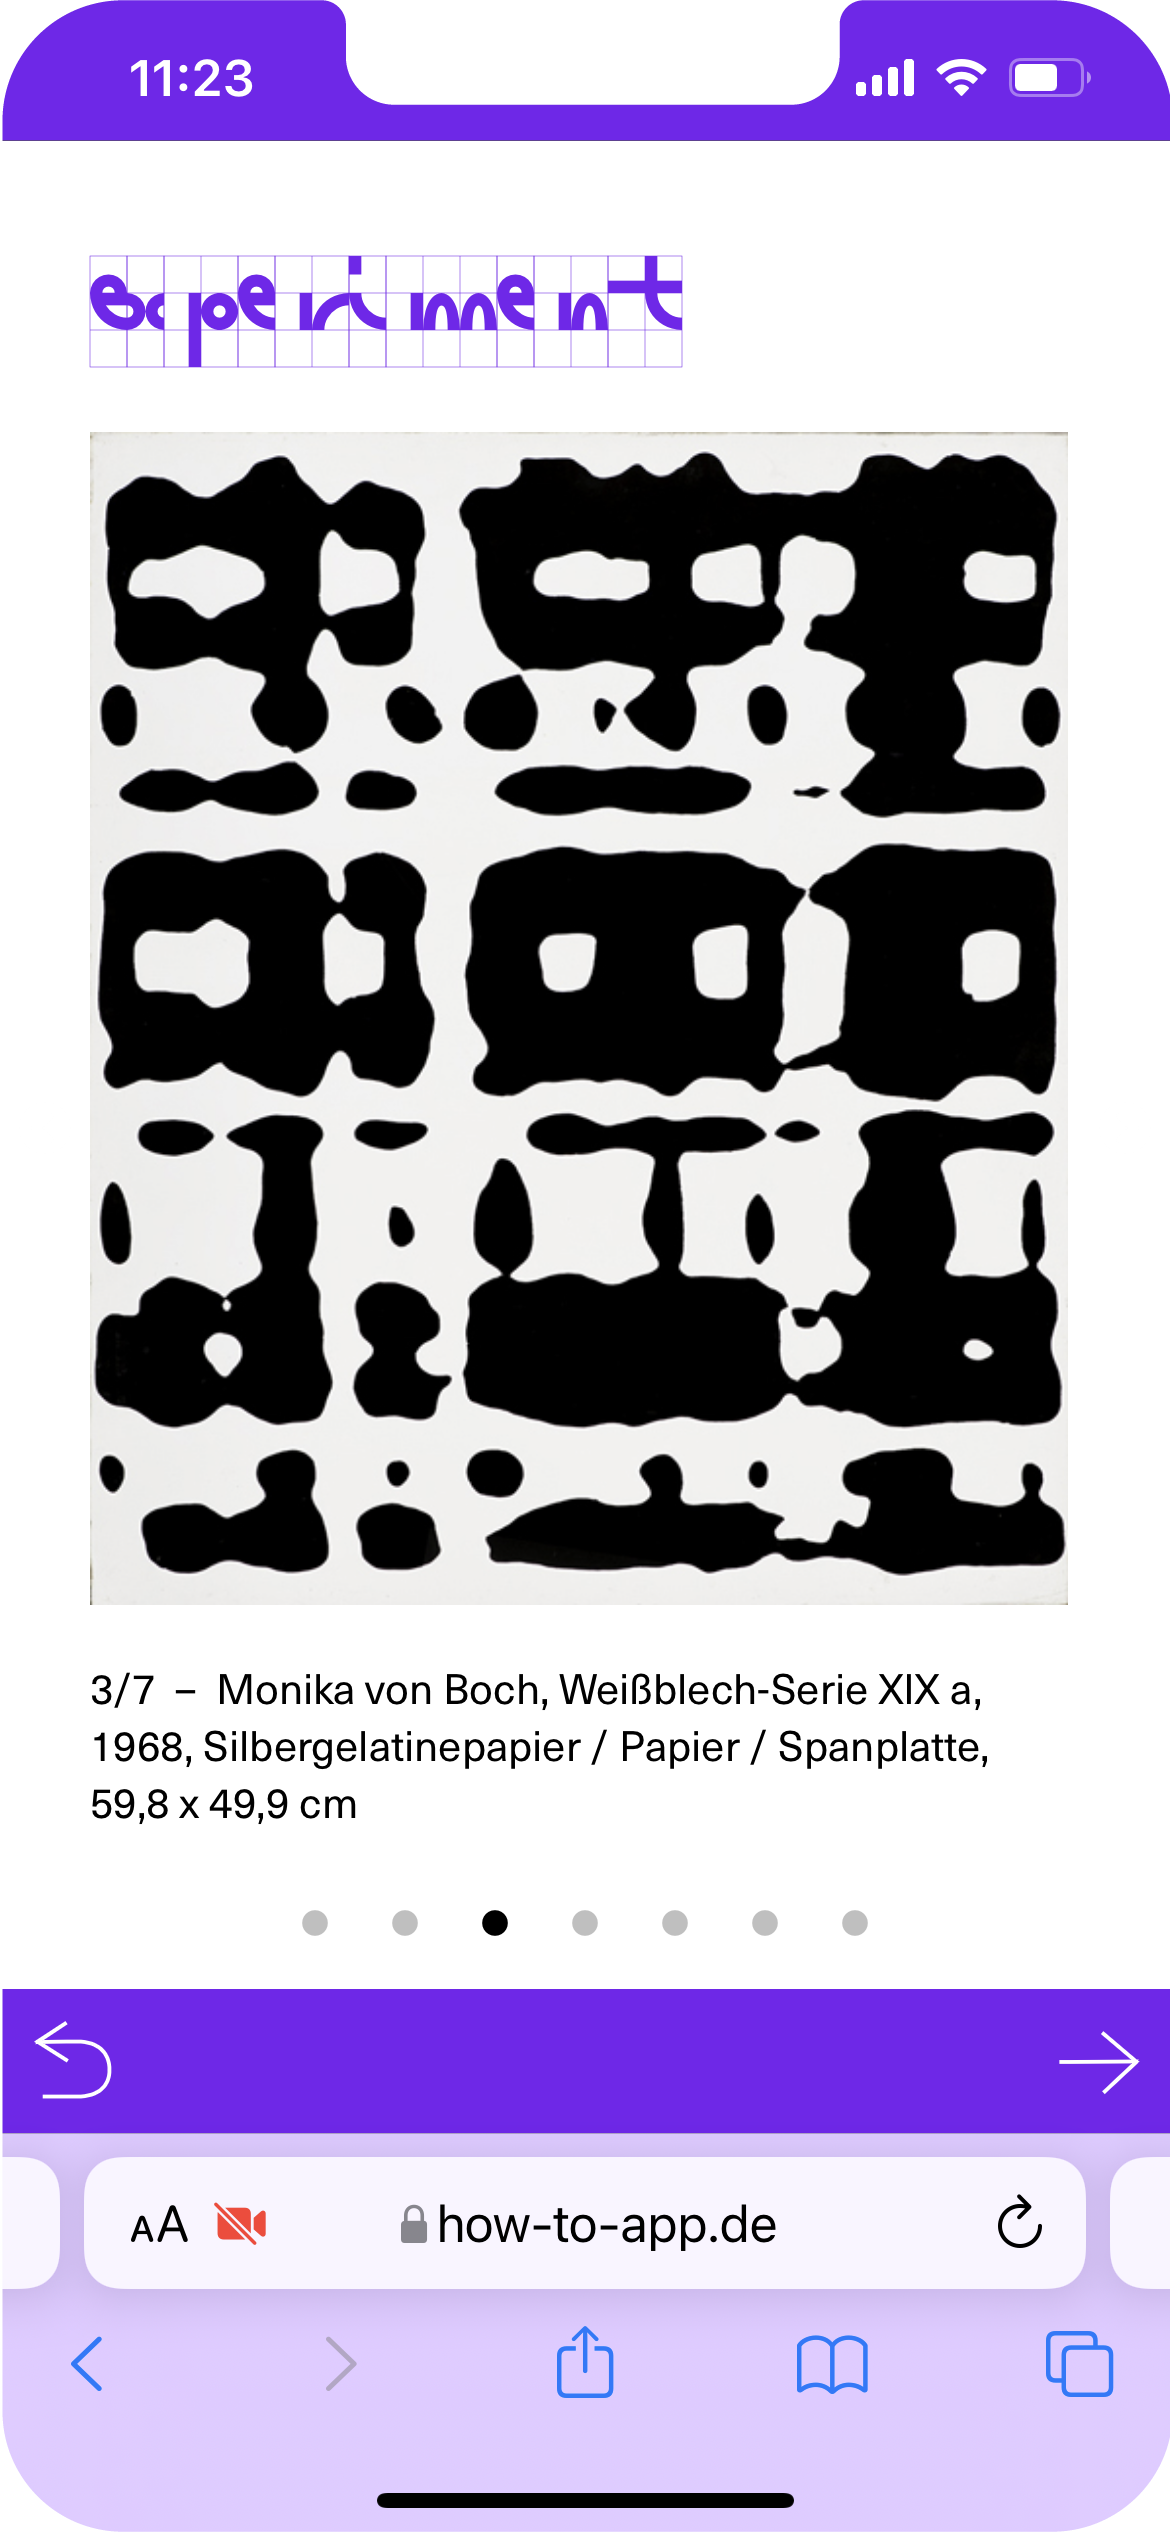 11:23
experiment
3/7 – Monika von Boch, Weißblech-Serie XIX a,
1968, Silbergelatinepapier / Papier / Spanplatte,
59,8 x 49,9 cm
AA how-to-app.de